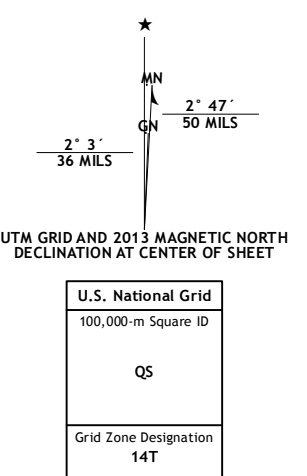 ★
MN
GN
2° 47´
50 MILS
2° 3´
36 MILS
UTM GRID AND 2013 MAGNETIC NORTH
DECLINATION AT CENTER OF SHEET
U.S. National Grid
100,000-m Square ID
QS
Grid Zone Designation
14T